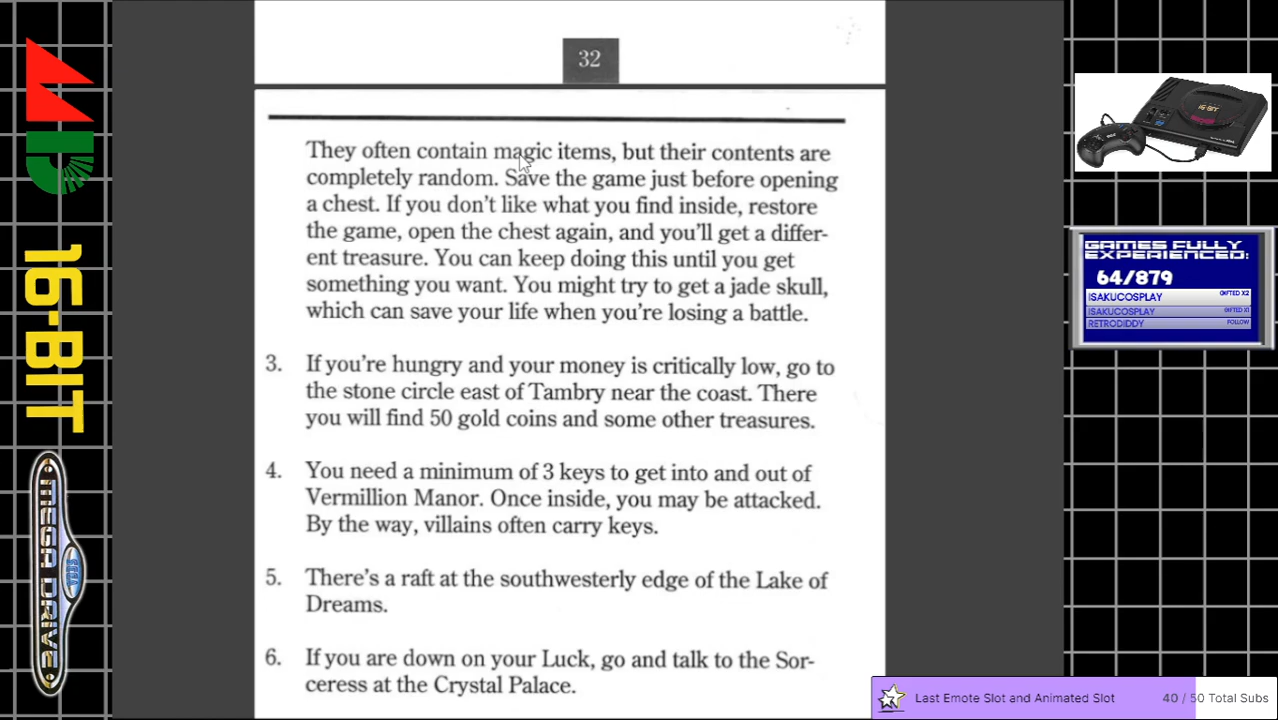 32
They often contain magic items, but their contents are
completely random. Save the game just before opening
a chest. If you don't like what you find inside, restore
the game, open the chest again, and you'll get a differ-
ent treasure. You can keep doing this until you get
something you want. You might try to get a jade skull,
which can save your life when you're losing a battle.
3. If you're hungry and your money is critically low, go to
the stone circle east of Tambry near the coast. There
you will find 50 gold coins and some other treasures.
4. You need a minimum of 3 keys to get into and out of
Vermillion Manor. Once inside, you may be attacked.
By the way, villains often carry keys.
5. There's a raft at the southwesterly edge of the Lake of
Dreams.
6. If you are down on your Luck, go and talk to the Sor-
ceress at the Crystal Palace.
16-BIT
SEGA
MEGA DRIVE
16-BIT
GAMES FULLY
EXPERIENCED:
64/879
ISAKUCOSPLAY GIFTED X2
ISAKUCOSPLAY GIFTED X1
RETRODIDDY FOLLOW
7
Last Emote Slot and Animated Slot 40 / 50 Total Subs